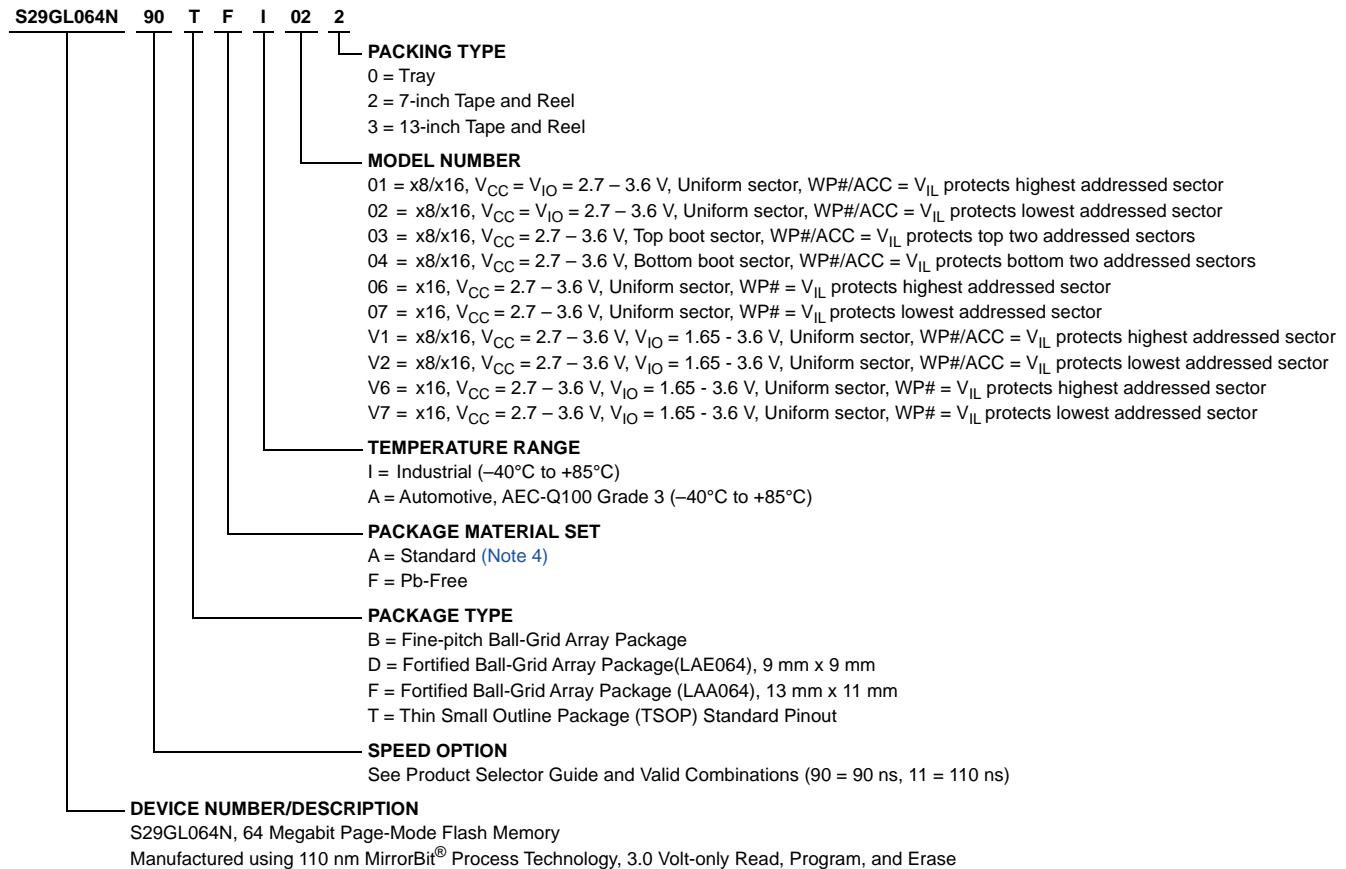 S29GL064N 90 T F I 02 2
PACKING TYPE
0 = Tray
2 = 7-inch Tape and Reel
3 = 13-inch Tape and Reel
MODEL NUMBER
01 = x8/x16, VCC = VIO = 2.7 – 3.6 V, Uniform sector, WP#/ACC = VIL protects highest addressed sector
02 = x8/x16, VCC = VIO = 2.7 – 3.6 V, Uniform sector, WP#/ACC = VIL protects lowest addressed sector
03 = x8/x16, VCC = 2.7 – 3.6 V, Top boot sector, WP#/ACC = VIL protects top two addressed sectors
04 = x8/x16, VCC = 2.7 – 3.6 V, Bottom boot sector, WP#/ACC = VIL protects bottom two addressed sectors
06 = x16, VCC = 2.7 – 3.6 V, Uniform sector, WP# = VIL protects highest addressed sector
07 = x16, VCC = 2.7 – 3.6 V, Uniform sector, WP# = VIL protects lowest addressed sector
V1 = x8/x16, VCC = 2.7 – 3.6 V, VIO = 1.65 - 3.6 V, Uniform sector, WP#/ACC = VIL protects highest addressed sector
V2 = x8/x16, VCC = 2.7 – 3.6 V, VIO = 1.65 - 3.6 V, Uniform sector, WP#/ACC = VIL protects lowest addressed sector
V6 = x16, VCC = 2.7 – 3.6 V, VIO = 1.65 - 3.6 V, Uniform sector, WP# = VIL protects highest addressed sector
V7 = x16, VCC = 2.7 – 3.6 V, VIO = 1.65 - 3.6 V, Uniform sector, WP# = VIL protects lowest addressed sector
TEMPERATURE RANGE
I = Industrial (–40°C to +85°C)
A = Automotive, AEC-Q100 Grade 3 (–40°C to +85°C)
PACKAGE MATERIAL SET
A = Standard (Note 4)
F = Pb-Free
PACKAGE TYPE
B = Fine-pitch Ball-Grid Array Package
D = Fortified Ball-Grid Array Package(LAE064), 9 mm x 9 mm
F = Fortified Ball-Grid Array Package (LAA064), 13 mm x 11 mm
T = Thin Small Outline Package (TSOP) Standard Pinout
SPEED OPTION
See Product Selector Guide and Valid Combinations (90 = 90 ns, 11 = 110 ns)
DEVICE NUMBER/DESCRIPTION
S29GL064N, 64 Megabit Page-Mode Flash Memory
Manufactured using 110 nm MirrorBit® Process Technology, 3.0 Volt-only Read, Program, and Erase